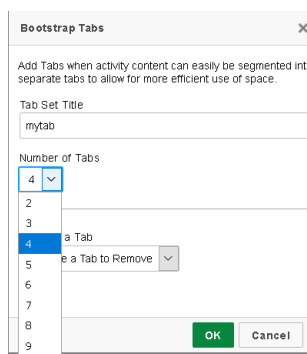 Bootstrap Tabs
Add Tabs when activity content can easily be segmented int
separate tabs to allow for more efficient use of space.
Tab Set Title
mytab
Number of Tabs
4
2
3
4
a Tab
5
e a Tab to Remove
6
7
8
9
OK Cancel